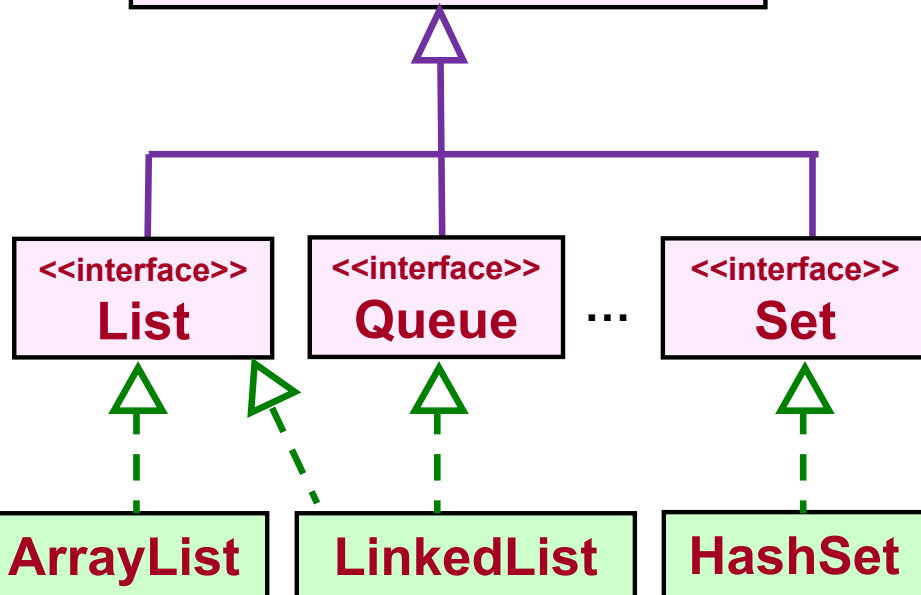 <<interface>>
List
<<interface>>
Queue
...
<<interface>>
Set
ArrayList
LinkedList
HashSet